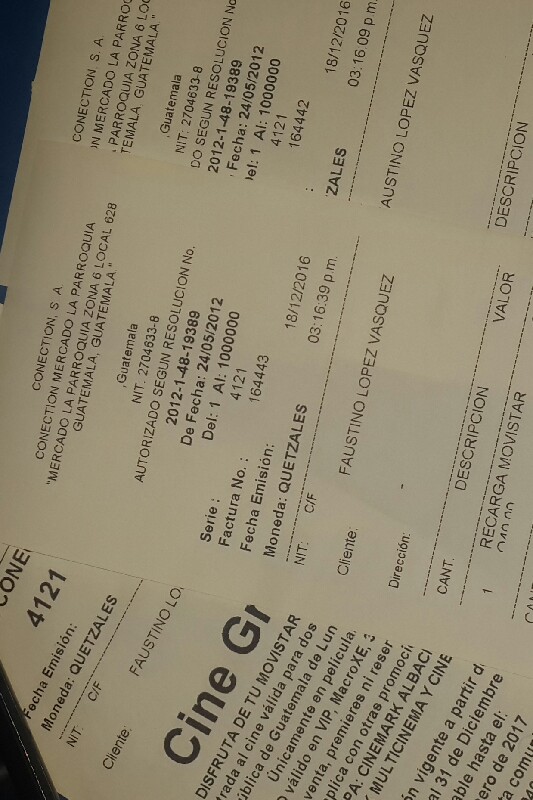 CONECTION, S. A.
ON MERCADO LA PARROQ
PARROQUIA ZONA 6 LOC
TEMALA, GUATEMALA."
,Guatemala
NIT: 2704633-8
DO SEGUN RESOLUCION No
2012-1-48-19389
Fecha: 24/05/2012
Del: 1 Al: 1000000
4121
164442
:
18/12/2016
03:16:09 p.m.
ZALES
AUSTINO LOPEZ VASQUEZ
DESCRIPCION
CONECTION, S. A.
CONECTION MERCADO LA PARROQUIA
"MERCADO LA PARROQUIA ZONA 6 LOCAL 628
GUATEMALA, GUATEMALA."
,Guatemala
NIT: 2704633-8
AUTORIZADO SEGUN RESOLUCION No.
2012-1-48-19389
De Fecha: 24/05/2012
Del: 1 Al: 1000000
Serie : 4121
Factura No. : 164443
Fecha Emisión: 18/12/2016
03:16:39 p.m.
Moneda: QUETZALES
NIT: C/F
Cliente: FAUSTINO LOPEZ VASQUEZ
Dirección: -
CANT. DESCRIPCION VALOR
1 RECARGA MOVISTAR
CONE
4121
Fecha Emisión:
Moneda: QUETZALES
NIT: C/F
Cliente: FAUSTINO LO
Cine Gr
DISFRUTA DE TU MOVISTAR
trada al cine válida para dos
ública de Guatemala de Lun
Únicamente en película.
O válido en VIP, MacroXE, 3
venta, premieres ni reser
plica con otras promoci
PA: CINEMARK ALBACI
Y MULTICINEMA Y CINE
án vigente a partir d
al 31 de Diciembre
able hasta el:
ero de 2017